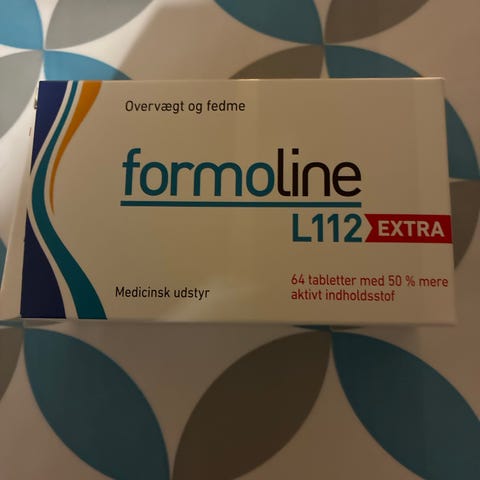 Overvægt og fedme
formoline
L112 EXTRA
64 tabletter med 50 % mere
aktivt indholdsstof
Medicinsk udstyr